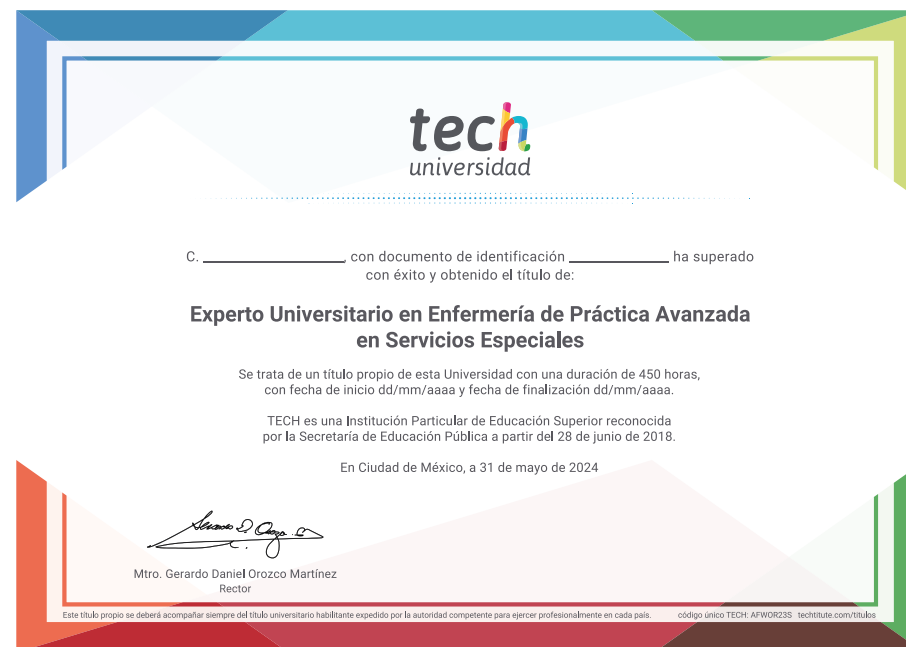 tech
universidad
C. ____________, con documento de identificación ____________ ha superado
con éxito y obtenido el título de:
Experto Universitario en Enfermería de Práctica Avanzada
en Servicios Especiales
Se trata de un título propio de esta Universidad con una duración de 450 horas,
con fecha de inicio dd/mm/aaaa y fecha de finalización dd/mm/aaaa.
TECH es una Institución Particular de Educación Superior reconocida
por la Secretaría de Educación Pública a partir del 28 de junio de 2018.
En Ciudad de México, a 31 de mayo de 2024
Mtro. Gerardo Daniel Orozco Martínez
Rector
Este título propio se deberá acompañar siempre del título universitario habilitante expedido por la autoridad competente para ejercer profesionalmente en cada país. código único TECH: AFWOR23S techtitute.com/titulos